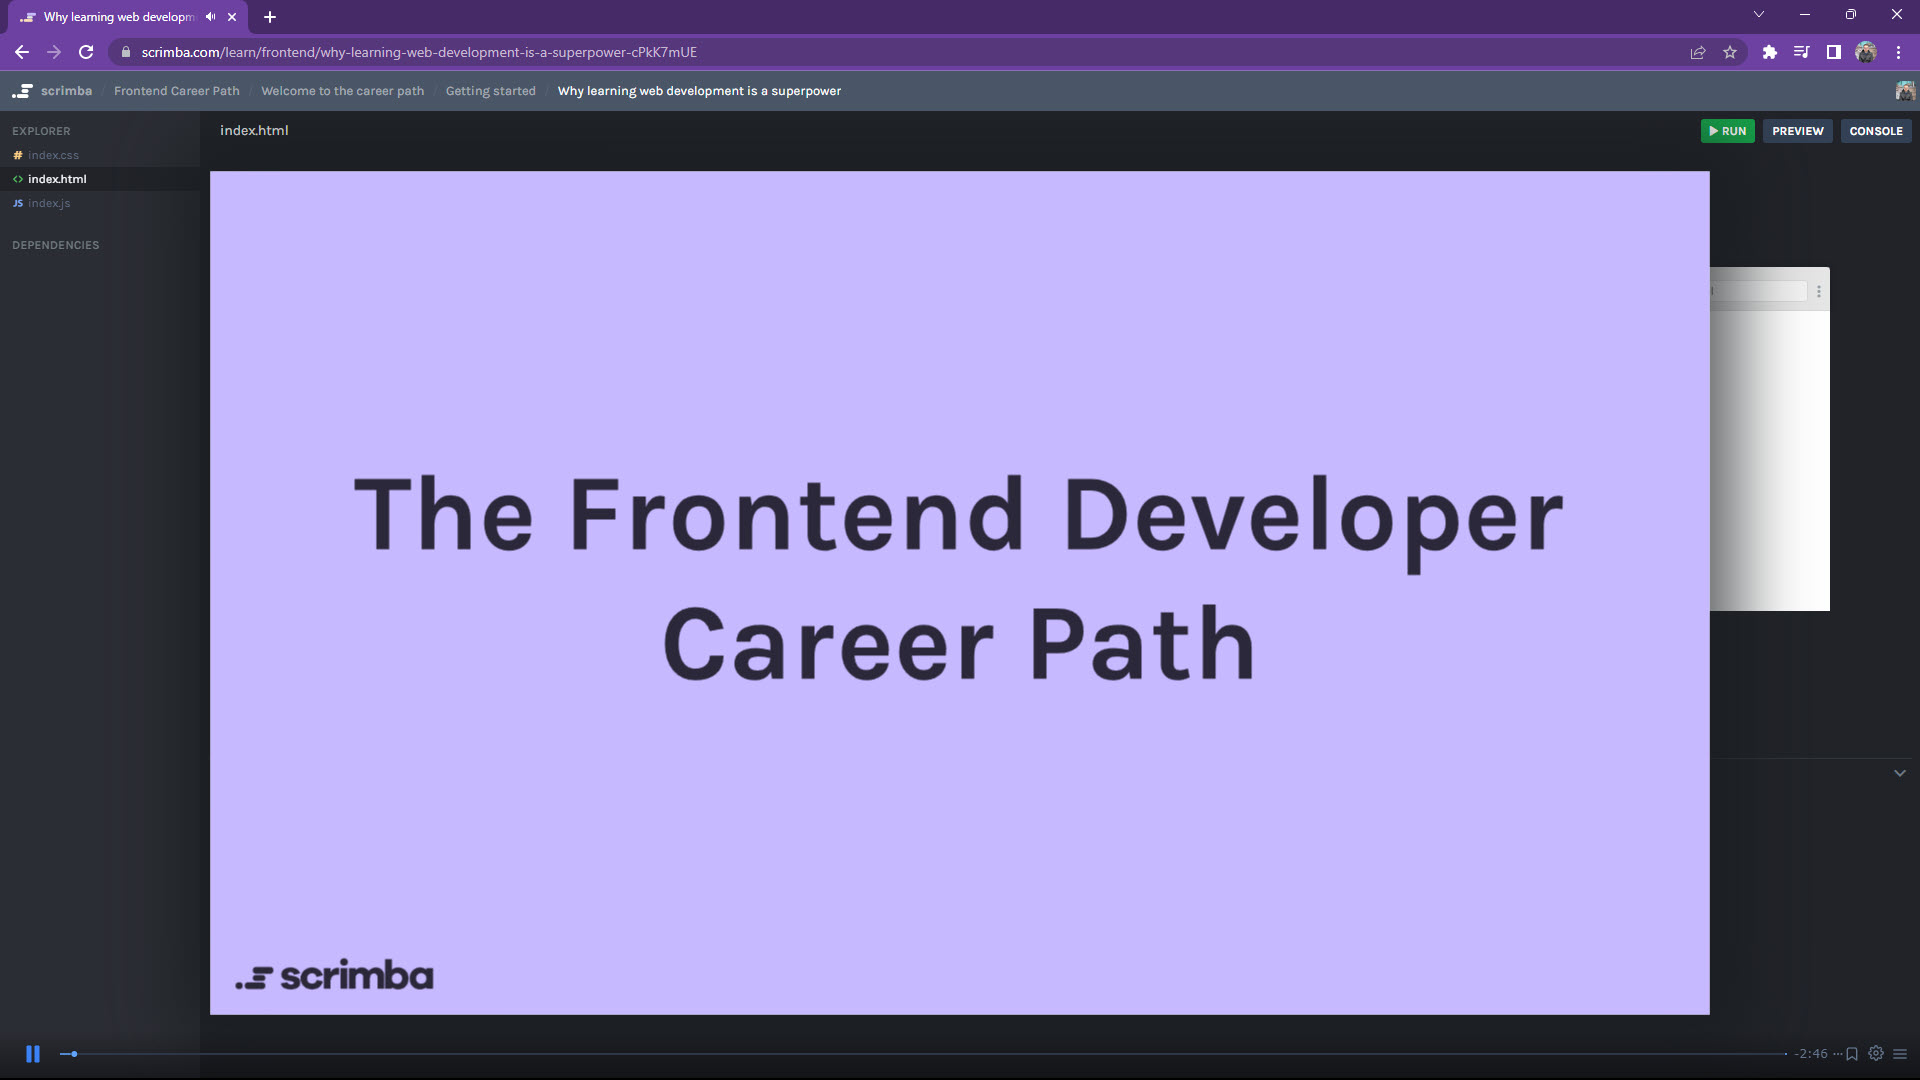 Why learning web developm
scrimba.com/learn/frontend/why-learning-web-development-is-a-superpower-cPkK7mUE
scrimba / Frontend Career Path / Welcome to the career path / Getting started / Why learning web development is a superpower
EXPLORER
# index.css
<> index.html
JS index.js
DEPENDENCIES
index.html
RUN
PREVIEW
CONSOLE
The Frontend Developer
Career Path
scrimba
-2:46